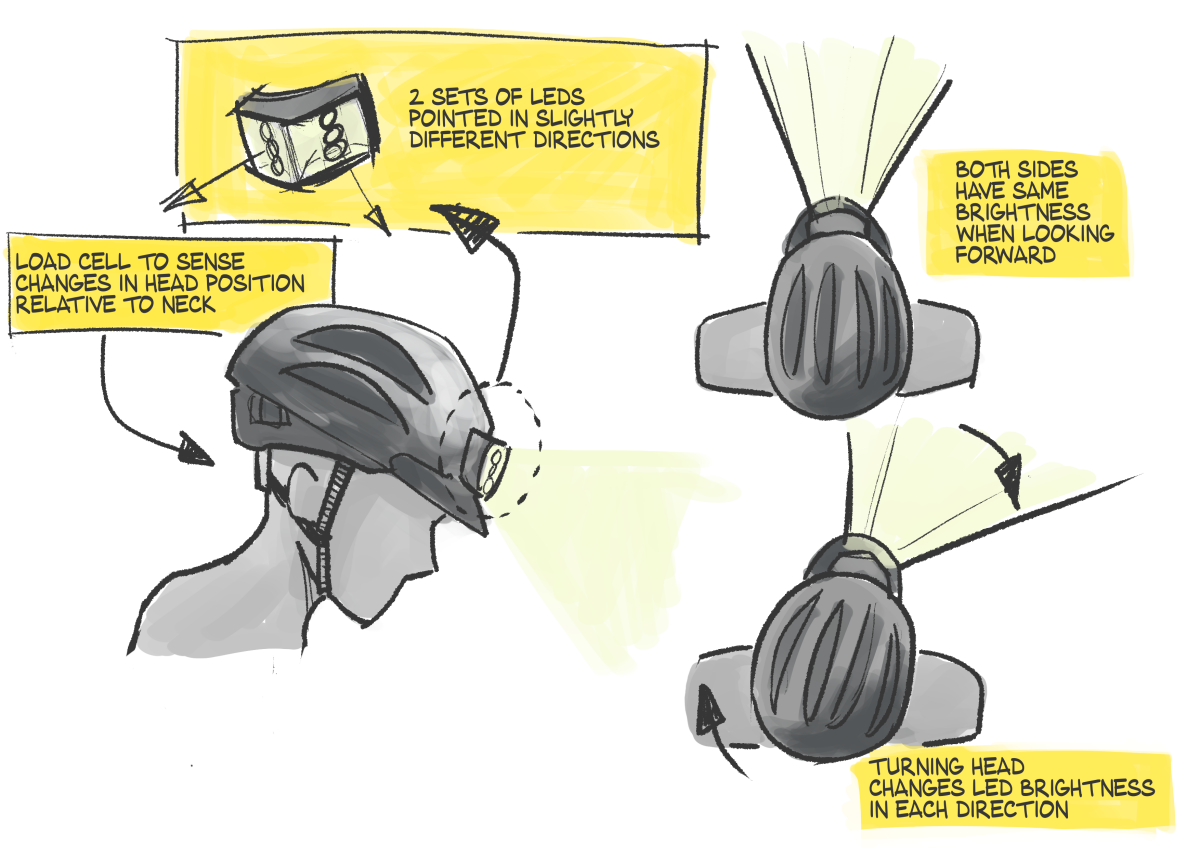 2 SETS OF LEDS
POINTED IN SLIGHTLY
DIFFERENT DIRECTIONS
LOAD CELL TO SENSE
CHANGES IN HEAD POSITION
RELATIVE TO NECK
BOTH SIDES
HAVE SAME
BRIGHTNESS
WHEN LOOKING
FORWARD
TURNING HEAD
CHANGES LED BRIGHTNESS
IN EACH DIRECTION